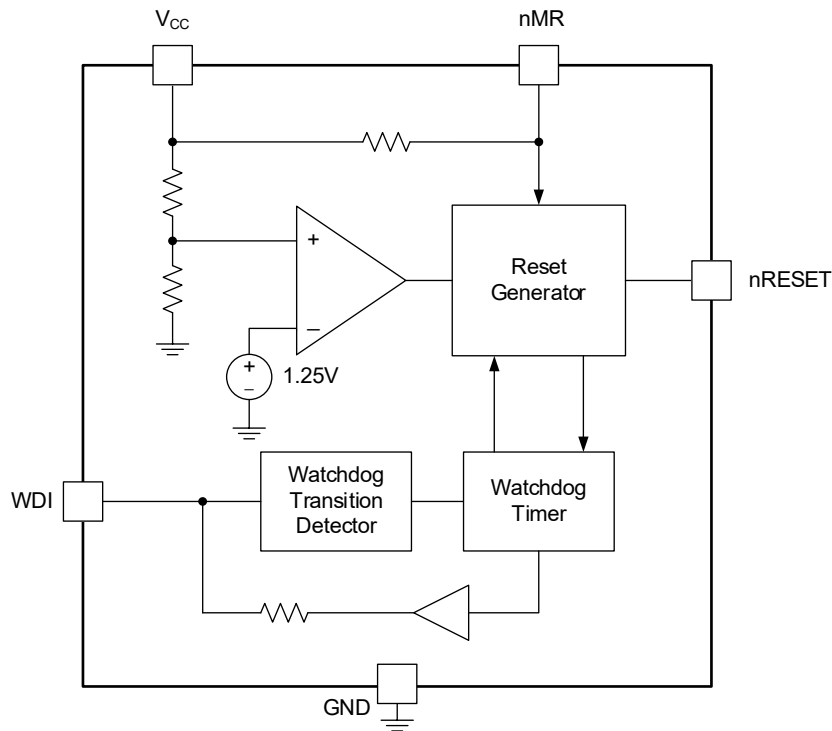 VCC
nMR
+
−
Reset
Generator
nRESET
+
−
1.25V
WDI
Watchdog
Transition
Detector
Watchdog
Timer
GND